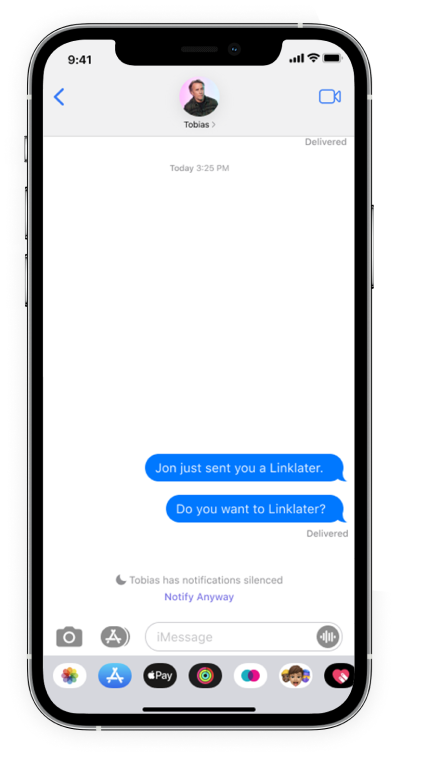 9:41
Tobias
Delivered
Today 3:25 PM
Jon just sent you a Linklater.
Do you want to Linklater?
Delivered
Tobias has notifications silenced
Notify Anyway
iMessage
Pay